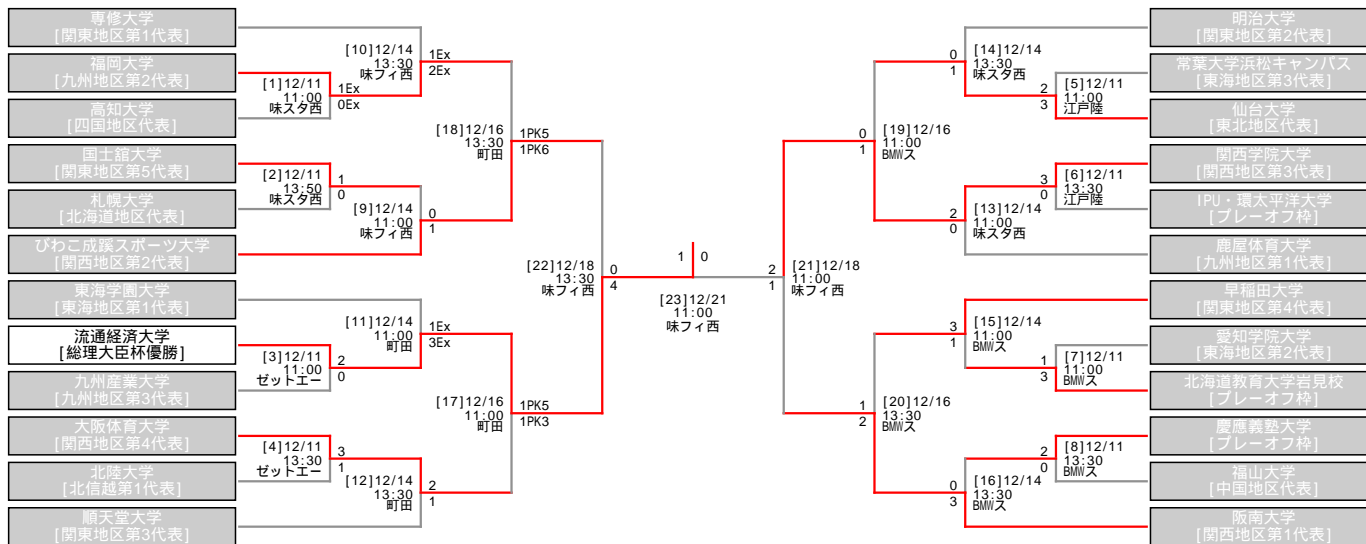 専修大学
[関東地区第1代表]
福岡大学
[九州地区第2代表]
高知大学
[四国地区代表]
国士舘大学
[関東地区第5代表]
札幌大学
[北海道地区代表]
びわこ成蹊スポーツ大学
[関西地区第2代表]
東海学園大学
[東海地区第1代表]
流通経済大学
[総理大臣杯優勝]
九州産業大学
[九州地区第3代表]
大阪体育大学
[関西地区第4代表]
北陸大学
[北信越第1代表]
順天堂大学
[関東地区第3代表]
[1]12/11
11:00
味スタ西
1Ex
0Ex
[2]12/11
13:50
味スタ西
1
0
[3]12/11
11:00
ゼットエー
2
0
[4]12/11
13:30
ゼットエー
3
1
[10]12/14
13:30
味フィ西
1Ex
2Ex
[9]12/14
11:00
味フィ西
0
1
[11]12/14
11:00
町田
1Ex
3Ex
[12]12/14
13:30
町田
2
1
[18]12/16
13:30
町田
1PK5
1PK6
[17]12/16
11:00
町田
1PK5
1PK3
[22]12/18
13:30
味フィ西
0
4
1 0
[23]12/21
11:00
味フィ西
2
1
[21]12/18
11:00
味フィ西
0
1
[19]12/16
11:00
BMWス
1
2
[20]12/16
13:30
BMWス
0
1
[14]12/14
13:30
味スタ西
2
0
[13]12/14
11:00
味スタ西
3
1
[15]12/14
11:00
BMWス
0
3
[16]12/14
13:30
BMWス
2
3
[5]12/11
11:00
江戸陸
3
0
[6]12/11
13:30
江戸陸
1
3
[7]12/11
11:00
BMWス
2
0
[8]12/11
13:30
BMWス
明治大学
[関東地区第2代表]
常葉大学浜松キャンパス
[東海地区第3代表]
仙台大学
[東北地区代表]
関西学院大学
[関西地区第3代表]
IPU・環太平洋大学
[プレーオフ枠]
鹿屋体育大学
[九州地区第1代表]
早稲田大学
[関東地区第4代表]
愛知学院大学
[東海地区第2代表]
北海道教育大学岩見校
[プレーオフ枠]
慶應義塾大学
[プレーオフ枠]
福山大学
[中国地区代表]
阪南大学
[関西地区第1代表]